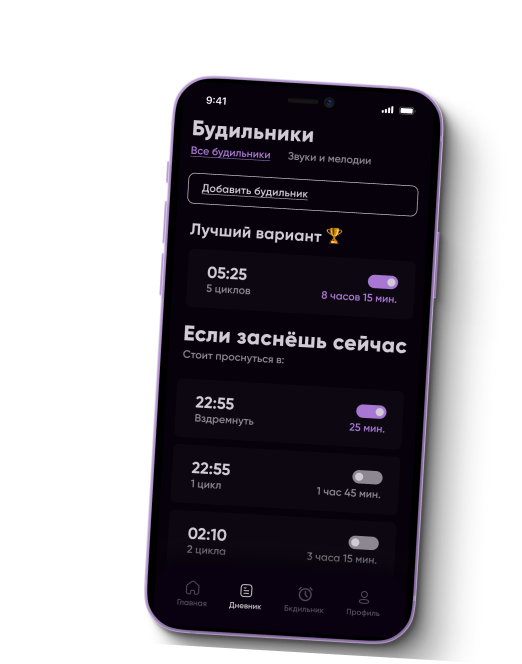 9:41
Будильники
Все будильники Звуки и мелодии
Добавить будильник
Лучший вариант 🏆
05:25
5 циклов
8 часов 15 мин.
Если заснёшь сейчас
Стоит проснуться в:
22:55
Вздремнуть
25 мин.
22:55
1 цикл
1 час 45 мин.
02:10
2 цикла
3 часа 15 мин.
Главная Дневник Бкдильник Профиль